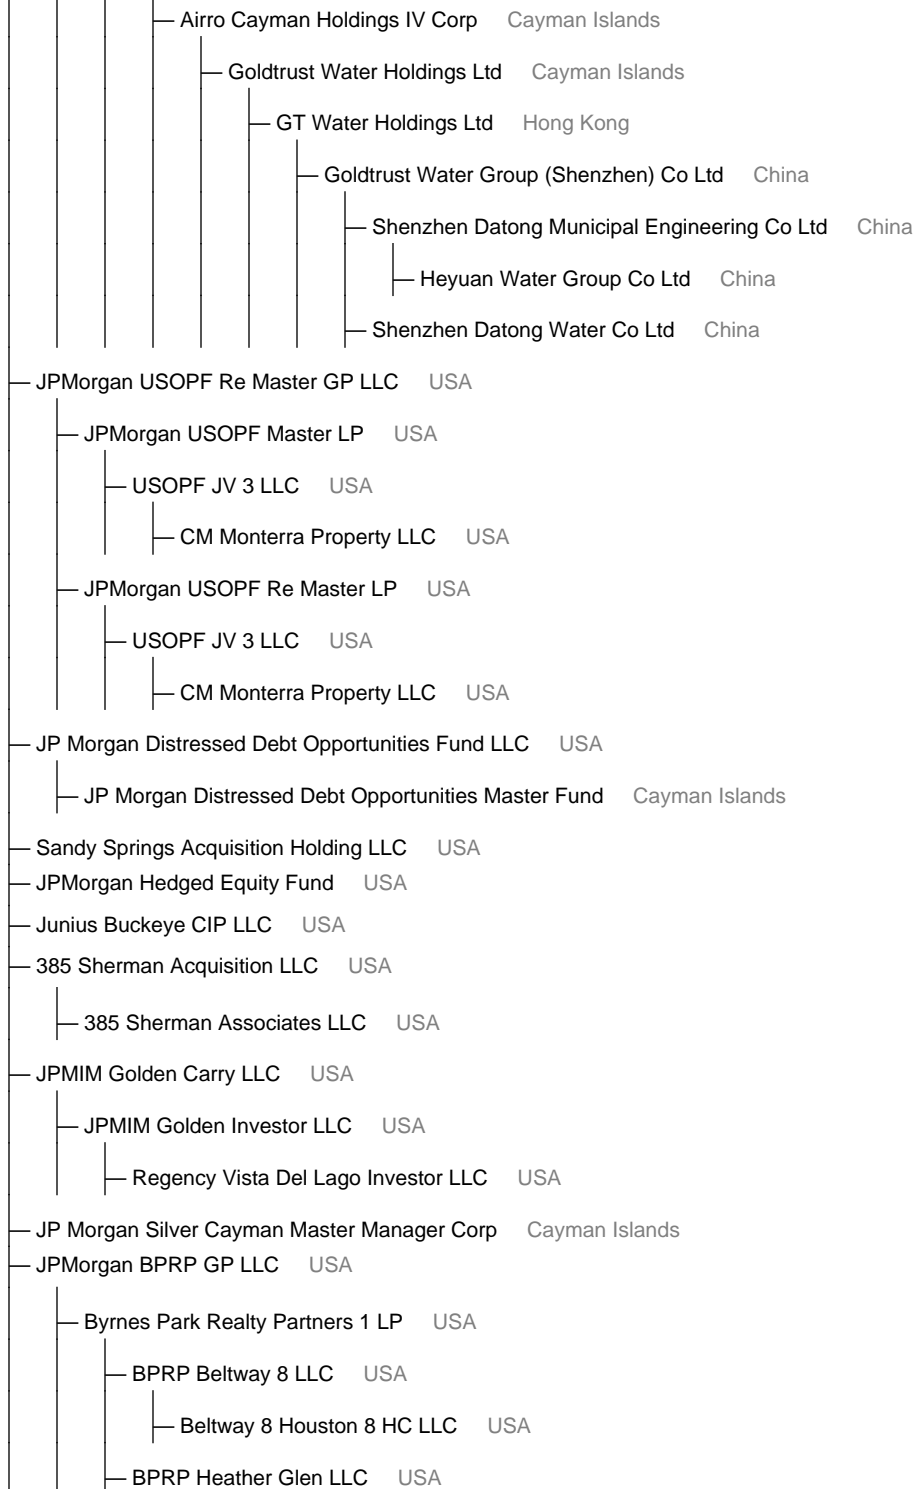 Airro Cayman Holdings IV Corp Cayman Islands
Goldtrust Water Holdings Ltd Cayman Islands
GT Water Holdings Ltd Hong Kong
Goldtrust Water Group (Shenzhen) Co Ltd China
Shenzhen Datong Municipal Engineering Co Ltd China
Heyuan Water Group Co Ltd China
Shenzhen Datong Water Co Ltd China
JPMorgan USOPF Re Master GP LLC USA
JPMorgan USOPF Master LP USA
USOPF JV 3 LLC USA
CM Monterra Property LLC USA
JPMorgan USOPF Re Master LP USA
USOPF JV 3 LLC USA
CM Monterra Property LLC USA
JP Morgan Distressed Debt Opportunities Fund LLC USA
JP Morgan Distressed Debt Opportunities Master Fund Cayman Islands
Sandy Springs Acquisition Holding LLC USA
JPMorgan Hedged Equity Fund USA
Junius Buckeye CIP LLC USA
385 Sherman Acquisition LLC USA
385 Sherman Associates LLC USA
JPMIM Golden Carry LLC USA
JPMIM Golden Investor LLC USA
Regency Vista Del Lago Investor LLC USA
JP Morgan Silver Cayman Master Manager Corp Cayman Islands
JPMorgan BPRP GP LLC USA
Byrnes Park Realty Partners 1 LP USA
BPRP Beltway 8 LLC USA
Beltway 8 Houston 8 HC LLC USA
BPRP Heather Glen LLC USA